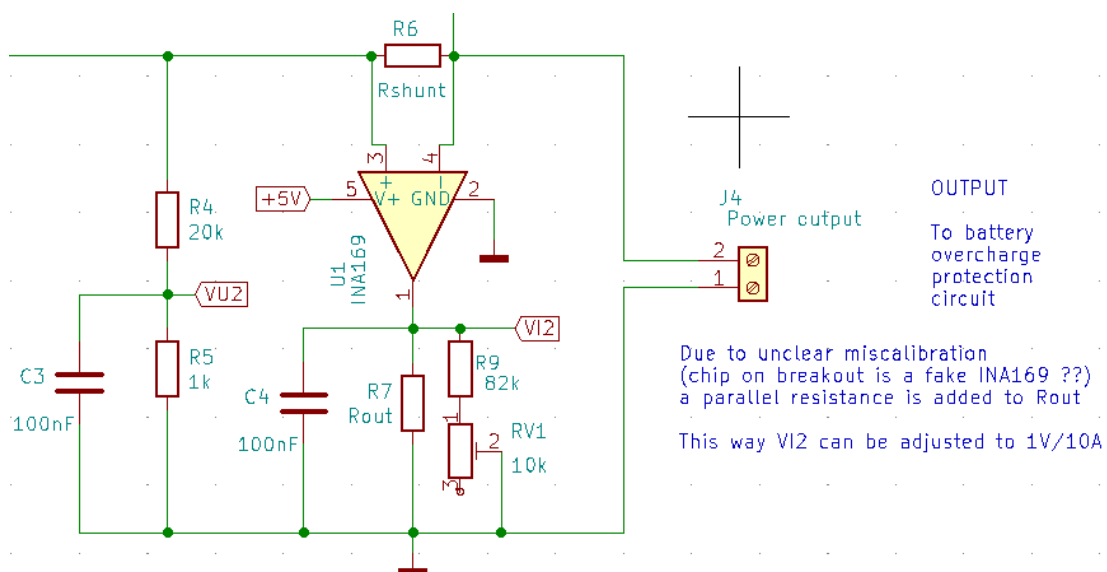 R6
Rshunt
3
4
+
-
+5V
5
V+
GND
2
R4
20k
U1
INA169
J4
Power output
OUTPUT
To battery
overcharge
protection
circuit
2
1
VU2
1
VI2
C3
100nF
R5
1k
C4
100nF
R7
Rout
R9
82k
1
RV1
10k
2
3
Due to unclear miscalibration
(chip on breakout is a fake INA169 ??)
a parallel resistance is added to Rout
This way VI2 can be adjusted to 1V/10A